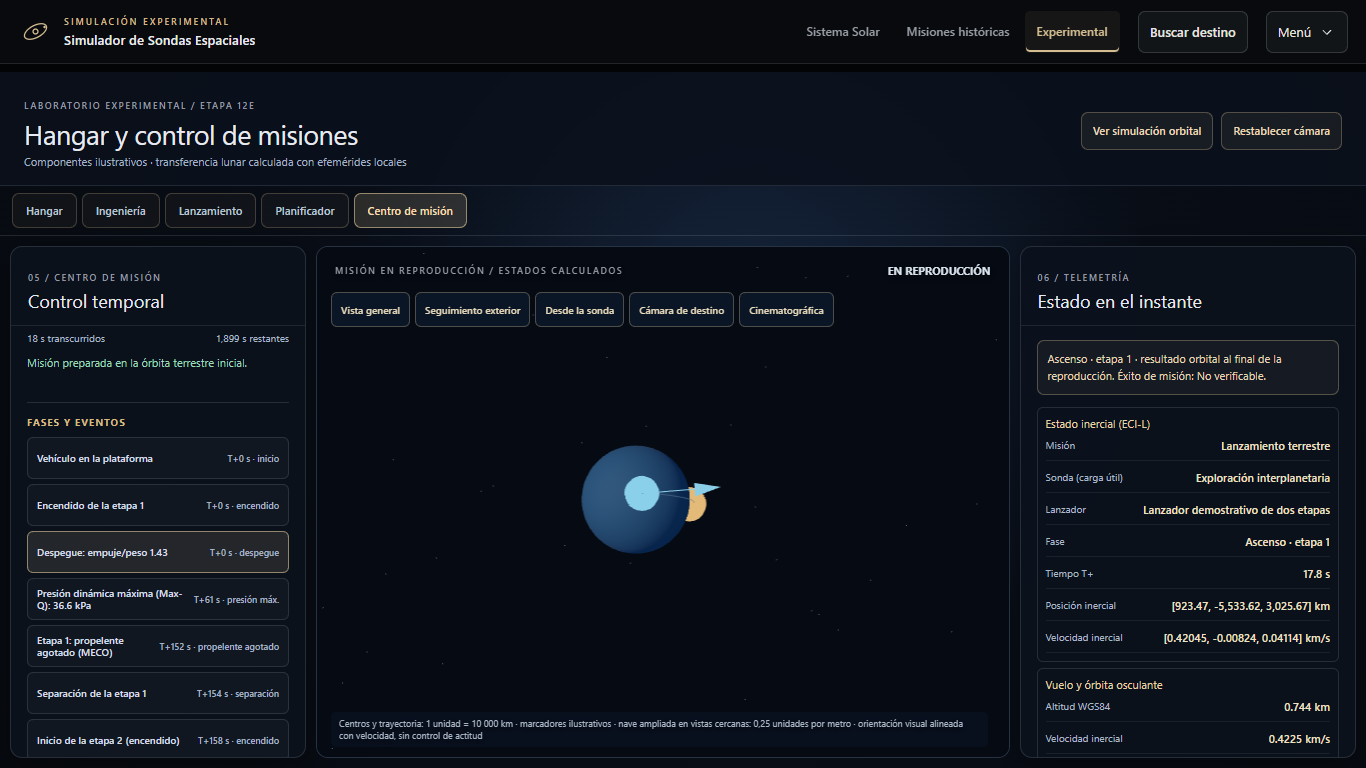 SIMULACIÓN EXPERIMENTAL
Simulador de Sondas Espaciales
Sistema Solar
Misiones históricas
Experimental
Buscar destino
Menú
LABORATORIO EXPERIMENTAL / ETAPA 12E
Hangar y control de misiones
Componentes ilustrativos · transferencia lunar calculada con efemérides locales
Ver simulación orbital
Restablecer cámara
Hangar
Ingeniería
Lanzamiento
Planificador
Centro de misión
05 / CENTRO DE MISIÓN
Control temporal
18 s transcurridos
1,899 s restantes
Misión preparada en la órbita terrestre inicial.
FASES Y EVENTOS
Vehículo en la plataforma
T+0 s · inicio
Encendido de la etapa 1
T+0 s · encendido
Despegue: empuje/peso 1.43
T+0 s · despegue
Presión dinámica máxima (Max-
Q): 36.6 kPa
T+61 s · presión máx.
Etapa 1: propelente
agotado (MECO)
T+152 s · propelente agotado
Separación de la etapa 1
T+154 s · separación
Inicio de la etapa 2 (encendido)
T+158 s · encendido
MISIÓN EN REPRODUCCIÓN / ESTADOS CALCULADOS
EN REPRODUCCIÓN
Vista general
Seguimiento exterior
Desde la sonda
Cámara de destino
Cinematográfica
Centros y trayectoria: 1 unidad = 10 000 km · marcadores ilustrativos · nave ampliada en vistas cercanas: 0,25 unidades por metro · orientación visual alineada
con velocidad, sin control de actitud
06 / TELEMETRÍA
Estado en el instante
Ascenso · etapa 1 · resultado orbital al final de la
reproducción. Éxito de misión: No verificable.
Estado inercial (ECI-L)
Misión
Lanzamiento terrestre
Sonda (carga útil)
Exploración interplanetaria
Lanzador
Lanzador demostrativo de dos etapas
Fase
Ascenso · etapa 1
Tiempo T+
17.8 s
Posición inercial
[923.47, -5,533.62, 3,025.67] km
Velocidad inercial
[0.42045, -0.00824, 0.04114] km/s
Vuelo y órbita osculante
Altitud WGS84
0.744 km
Velocidad inercial
0.4225 km/s